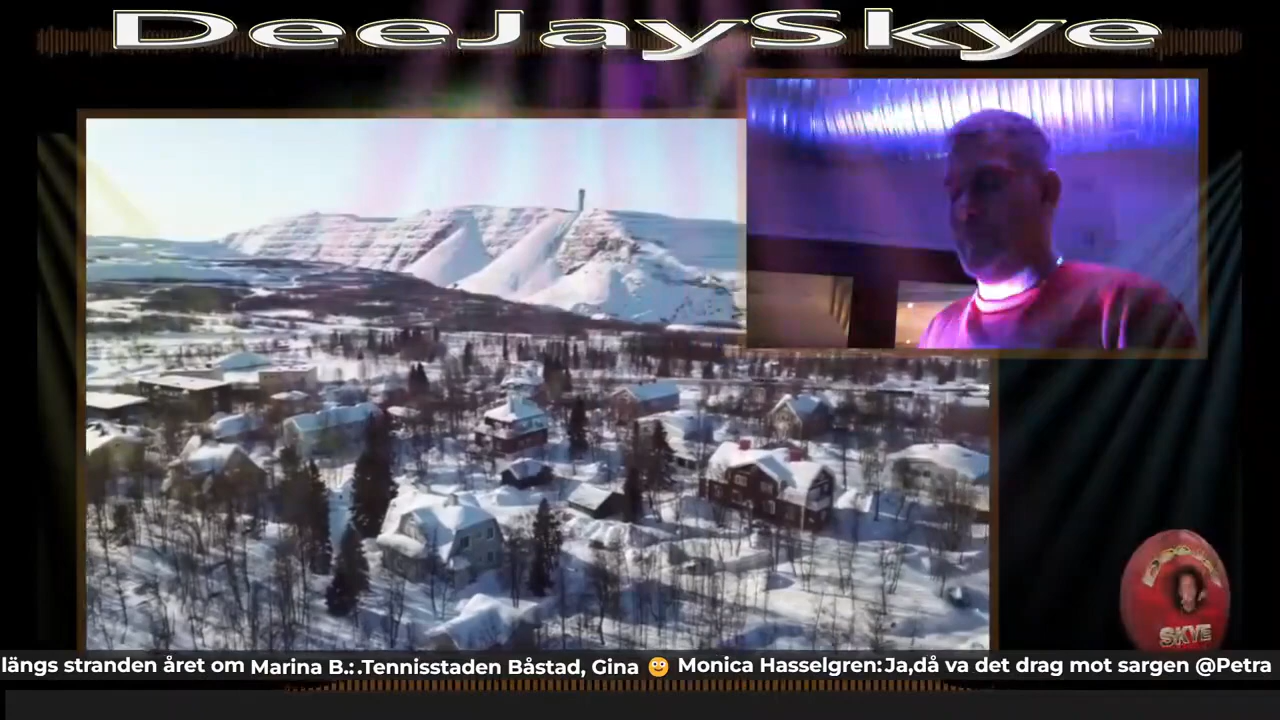 DeeJaySkye
SKYE
längs stranden året om Marina B.: .Tennisstaden Båstad, Gina 🙂 Monica Hasselgren: Ja,då va det drag mot sargen @Petra